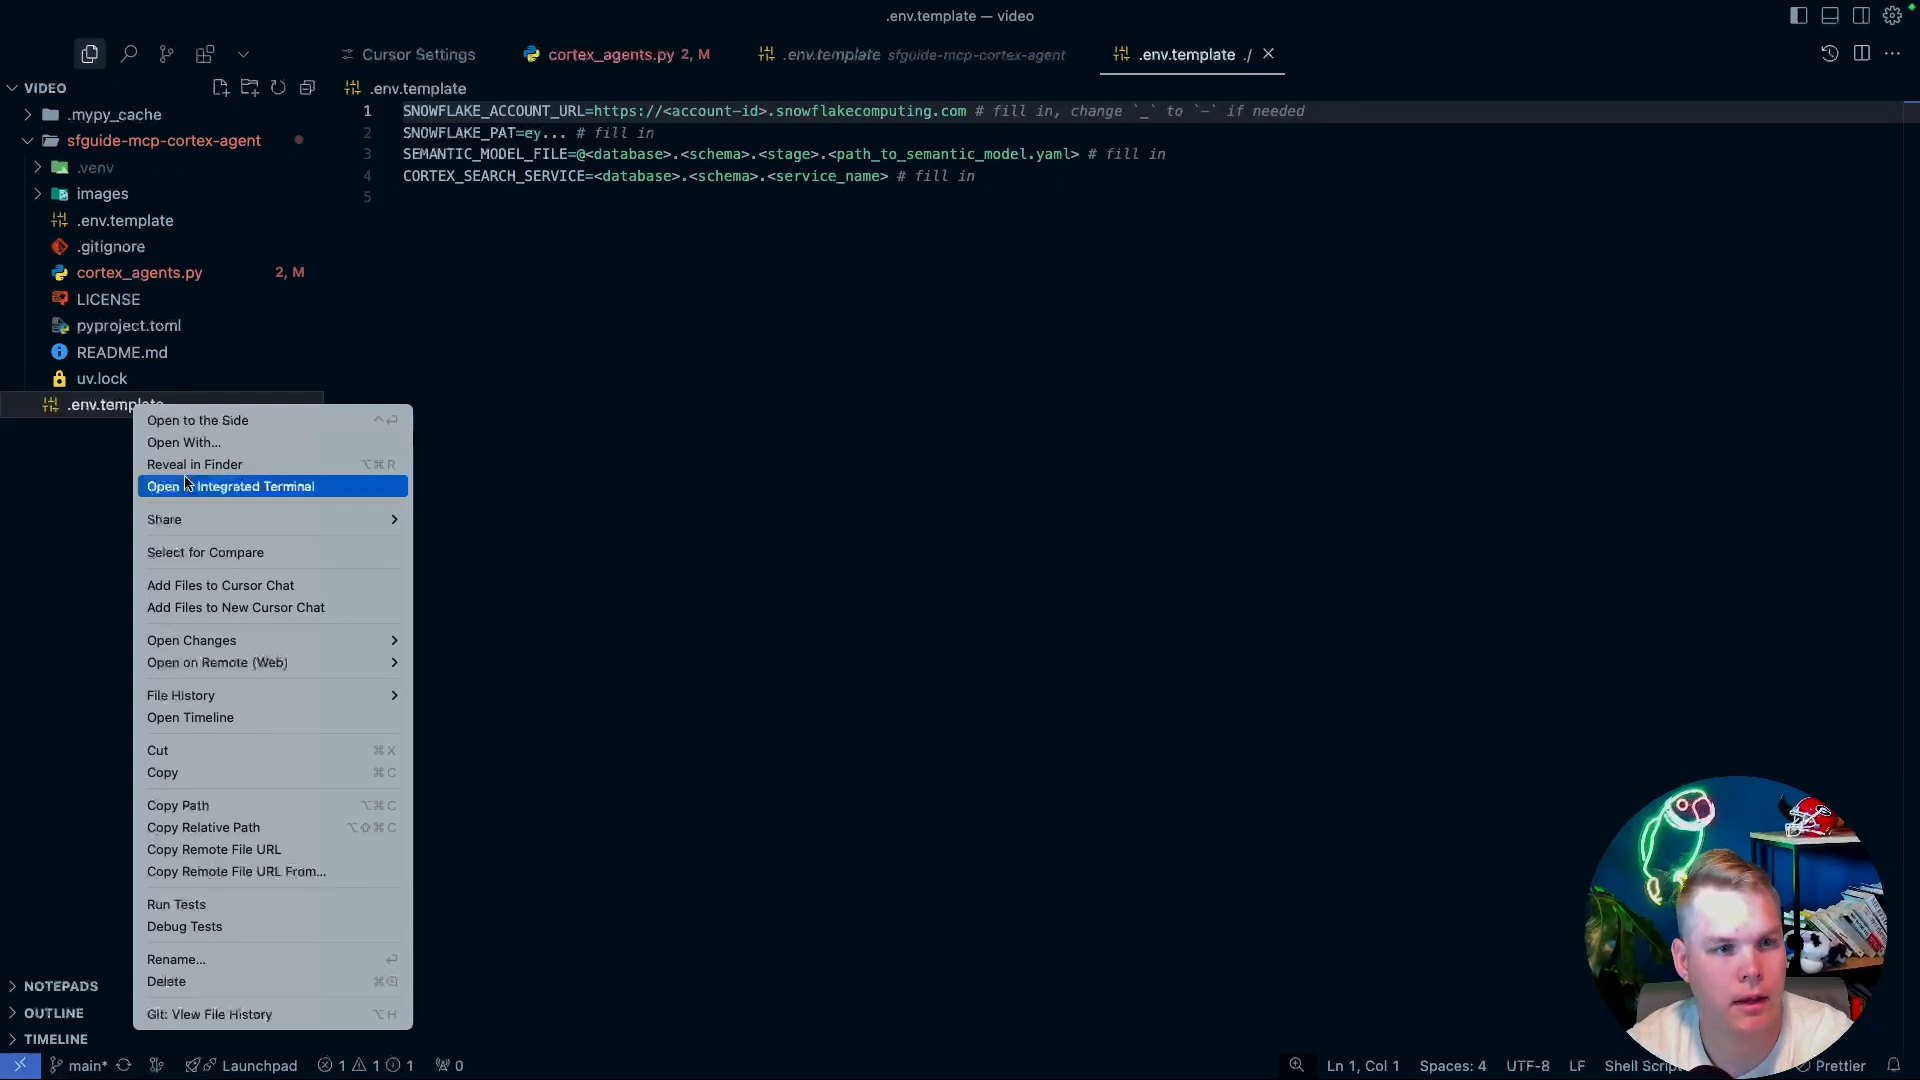 .env.template — video
Cursor Settings
cortex_agents.py 2, M
.env.template sfguide-mcp-cortex-agent
.env.template ./
VIDEO
.env.template
.mypy_cache
sfguide-mcp-cortex-agent
.venv
images
.env.template
.gitignore
cortex_agents.py 2, M
LICENSE
pyproject.toml
README.md
uv.lock
.env.template
1 SNOWFLAKE_ACCOUNT_URL=https://<account-id>.snowflakecomputing.com # fill in, change `_` to `-` if needed
2 SNOWFLAKE_PAT=ey... # fill in
3 SEMANTIC_MODEL_FILE=@<database>.<schema>.<stage>.<path_to_semantic_model.yaml> # fill in
4 CORTEX_SEARCH_SERVICE=<database>.<schema>.<service_name> # fill in
5
Open to the Side ^⏎
Open With...
Reveal in Finder ⌥⌘R
Open in Integrated Terminal
Share
Select for Compare
Add Files to Cursor Chat
Add Files to New Cursor Chat
Open Changes
Open on Remote (Web)
File History
Open Timeline
Cut ⌘X
Copy ⌘C
Copy Path ⌥⌘C
Copy Relative Path ⌥⇧⌘C
Copy Remote File URL
Copy Remote File URL From...
Run Tests
Debug Tests
Rename... ⏎
Delete ⌘⌫
Git: View File History ⌥H
NOTEPADS
OUTLINE
TIMELINE
main* Launchpad 1 1 1 0
Ln 1, Col 1 Spaces: 4 UTF-8 LF Shell Script Prettier